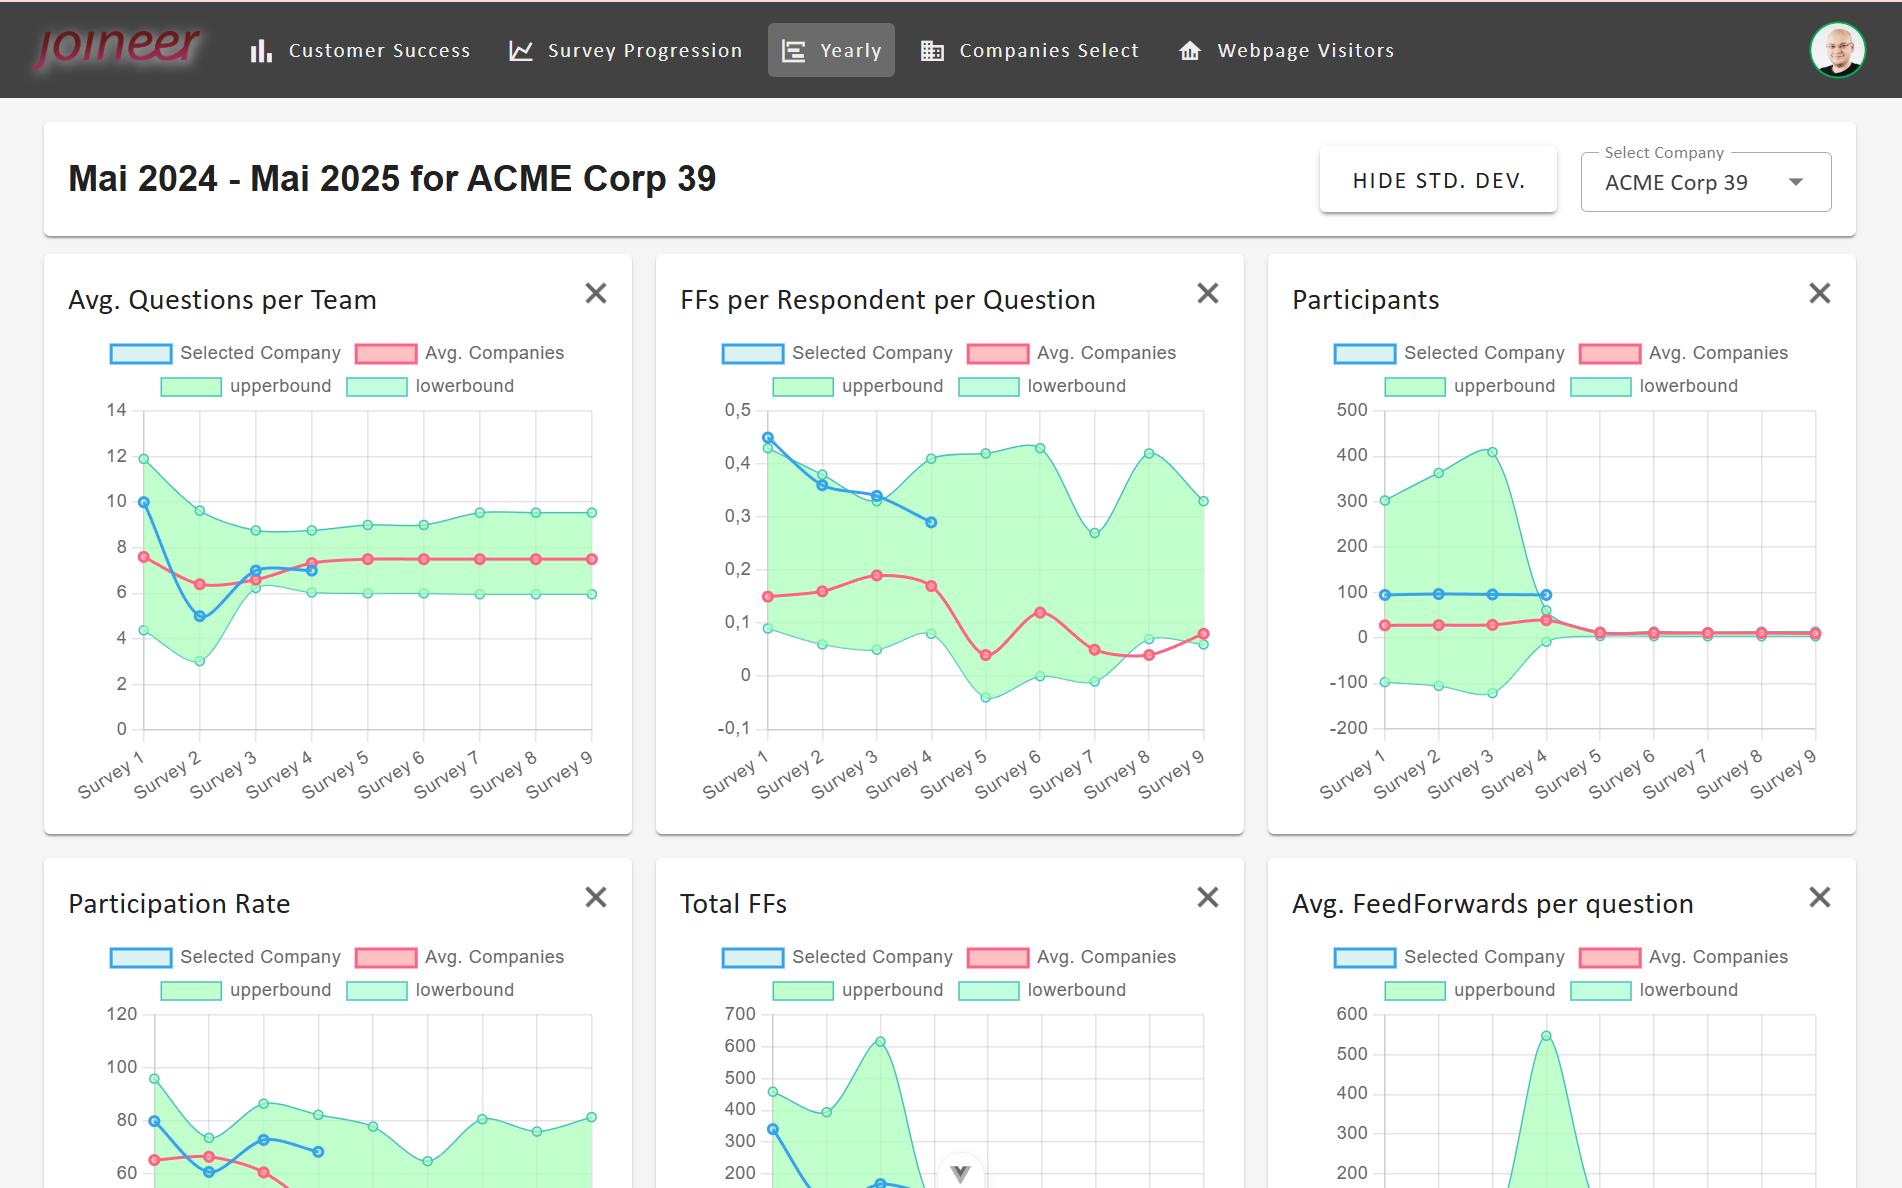 joineer
Customer Success
Survey Progression
Yearly
Companies Select
Webpage Visitors
Mai 2024 - Mai 2025 for ACME Corp 39
HIDE STD. DEV.
Select Company
ACME Corp 39
Avg. Questions per Team
Selected Company Avg. Companies
upperbound lowerbound
14
12
10
8
6
4
2
0
Survey 1 Survey 2 Survey 3 Survey 4 Survey 5 Survey 6 Survey 7 Survey 8 Survey 9
FFs per Respondent per Question
Selected Company Avg. Companies
upperbound lowerbound
0,5
0,4
0,3
0,2
0,1
0
-0,1
Survey 1 Survey 2 Survey 3 Survey 4 Survey 5 Survey 6 Survey 7 Survey 8 Survey 9
Participants
Selected Company Avg. Companies
upperbound lowerbound
500
400
300
200
100
0
-100
-200
Survey 1 Survey 2 Survey 3 Survey 4 Survey 5 Survey 6 Survey 7 Survey 8 Survey 9
Participation Rate
Selected Company Avg. Companies
upperbound lowerbound
120
100
80
60
Total FFs
Selected Company Avg. Companies
upperbound lowerbound
700
600
500
400
300
200
Avg. FeedForwards per question
Selected Company Avg. Companies
upperbound lowerbound
600
500
400
300
200